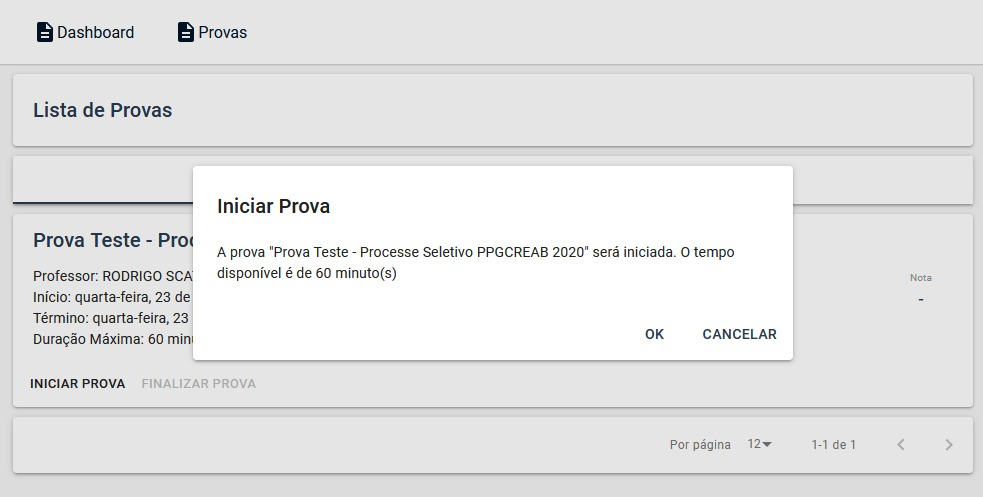 Dashboard Provas
Lista de Provas
Iniciar Prova
A prova "Prova Teste - Processe Seletivo PPGCREAB 2020" será iniciada. O tempo
disponível é de 60 minuto(s)
OK CANCELAR
Prova Teste - Proc
Professor: RODRIGO SCA
Início: quarta-feira, 23 de
Término: quarta-feira, 23
Duração Máxima: 60 minu
Nota
-
INICIAR PROVA FINALIZAR PROVA
Por página 12 1-1 de 1